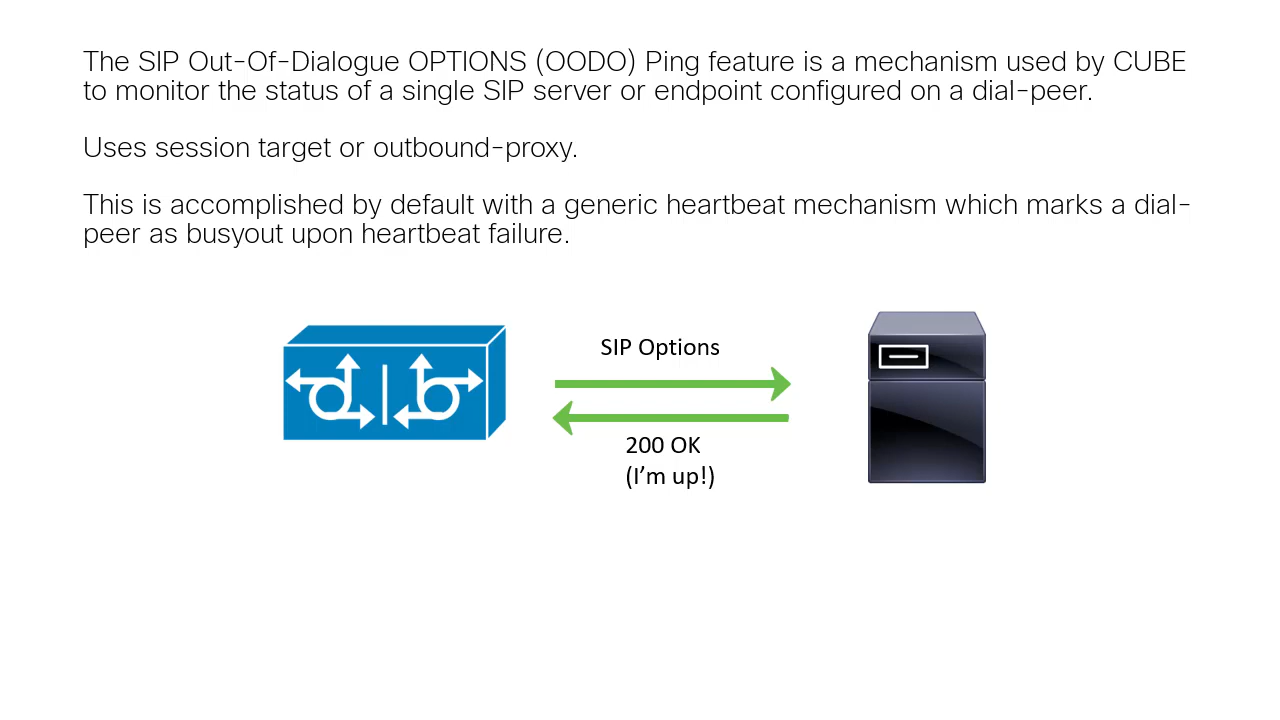 The SIP Out-Of-Dialogue OPTIONS (OODO) Ping feature is a mechanism used by CUBE
to monitor the status of a single SIP server or endpoint configured on a dial-peer.
Uses session target or outbound-proxy.
This is accomplished by default with a generic heartbeat mechanism which marks a dial-
peer as busyout upon heartbeat failure.
SIP Options
200 OK
(I'm up!)